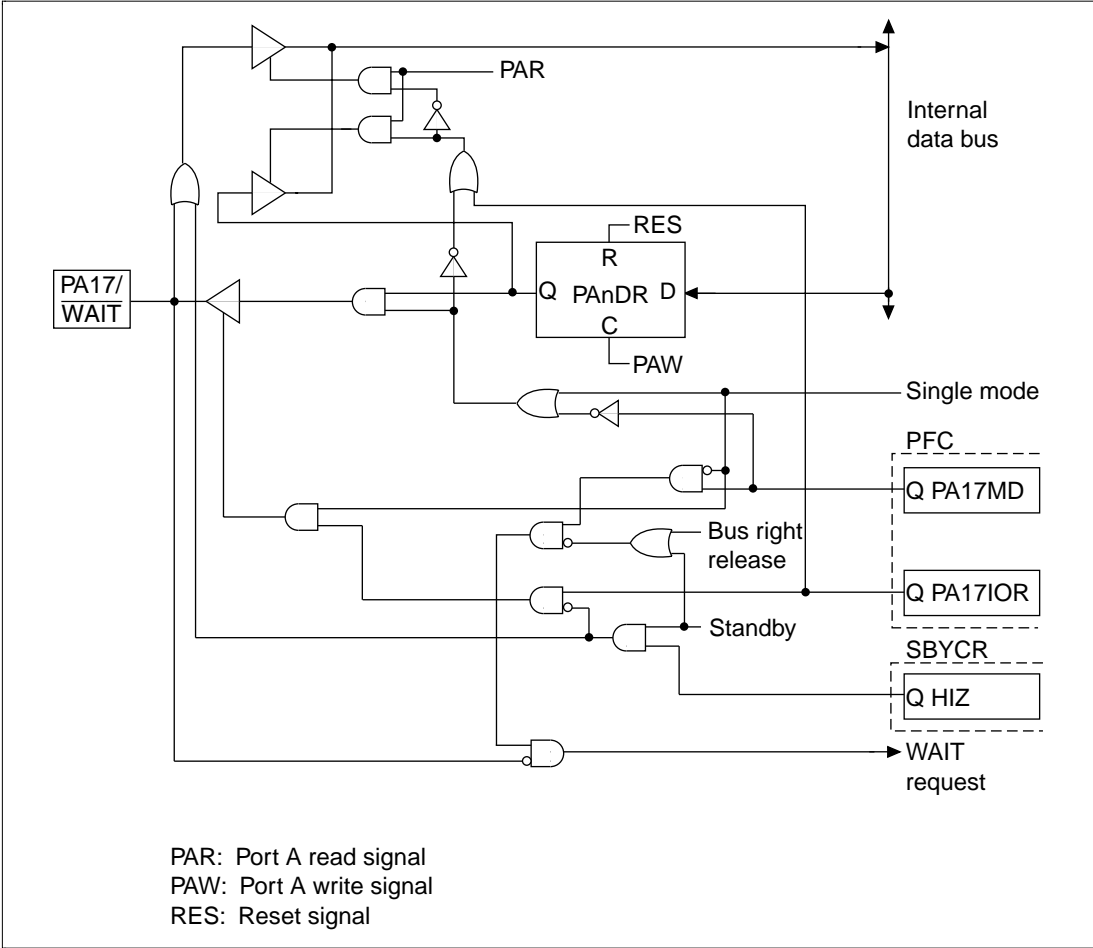 PAR
Internal
data bus
RES
R
PA17/
WAIT
Q PAnDR D
C
PAW
Single mode
PFC
Q PA17MD
Bus right
release
Q PA17IOR
Standby
SBYCR
Q HIZ
WAIT
request
PAR: Port A read signal
PAW: Port A write signal
RES: Reset signal